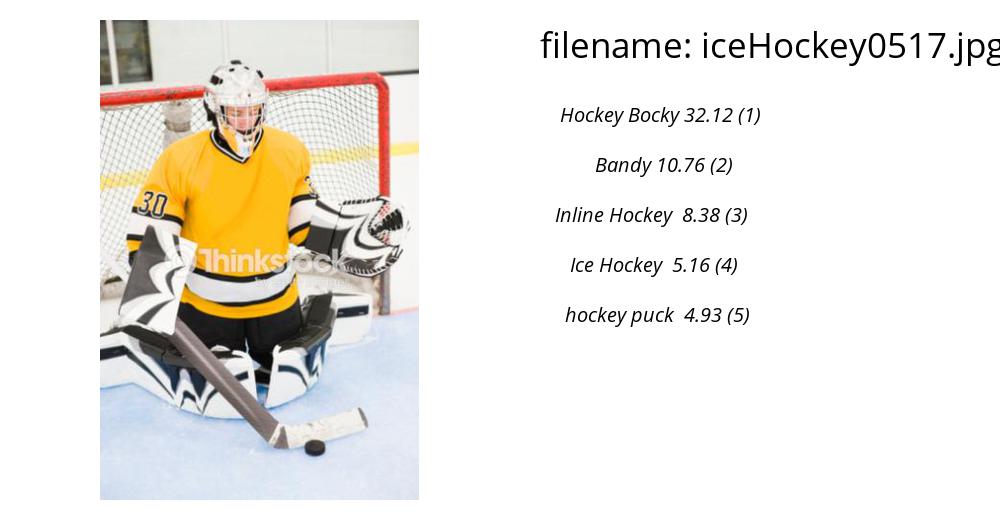 filename: iceHockey0517.jpg
Hockey Bocky 32.12 (1)
Bandy 10.76 (2)
Inline Hockey 8.38 (3)
Ice Hockey 5.16 (4)
hockey puck 4.93 (5)
30
Thinkstock